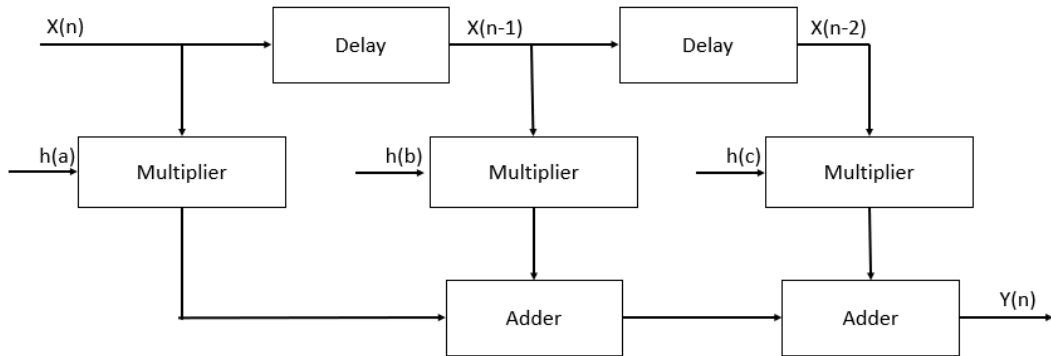 X(n)
Delay
X(n-1)
Delay
X(n-2)
h(a)
Multiplier
h(b)
Multiplier
h(c)
Multiplier
Adder
Adder
Y(n)